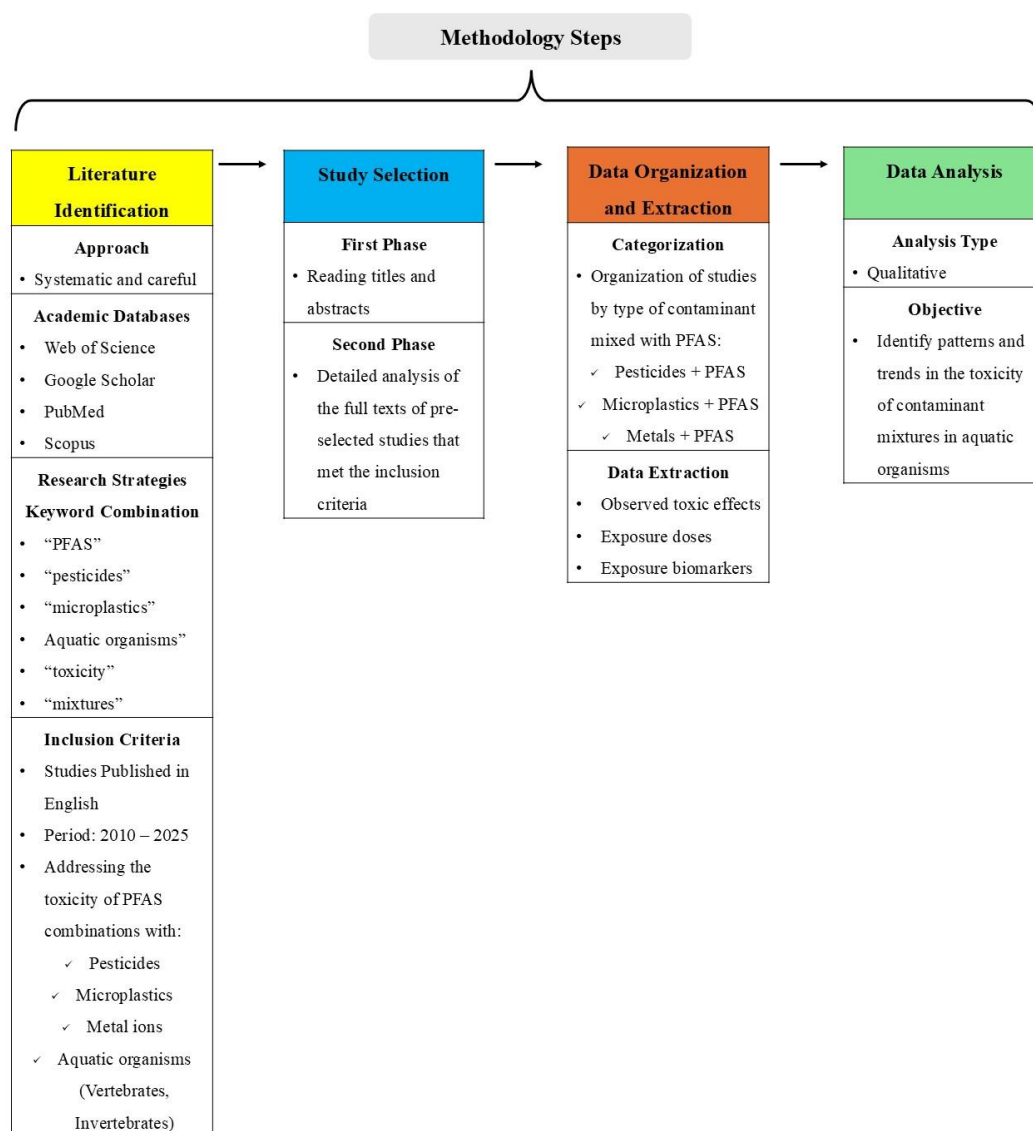 Methodology Steps
Literature
Identification
Approach
• Systematic and careful
Academic Databases
• Web of Science
• Google Scholar
• PubMed
• Scopus
Research Strategies
Keyword Combination
• “PFAS”
• “pesticides”
• “microplastics”
• Aquatic organisms”
• “toxicity”
• “mixtures”
Inclusion Criteria
• Studies Published in
English
• Period: 2010 – 2025
• Addressing the
toxicity of PFAS
combinations with:
✓ Pesticides
✓ Microplastics
✓ Metal ions
✓ Aquatic organisms
(Vertebrates,
Invertebrates)
Study Selection
First Phase
• Reading titles and
abstracts
Second Phase
• Detailed analysis of
the full texts of pre-
selected studies that
met the inclusion
criteria
Data Organization
and Extraction
Categorization
• Organization of studies
by type of contaminant
mixed with PFAS:
✓ Pesticides + PFAS
✓ Microplastics + PFAS
✓ Metals + PFAS
Data Extraction
• Observed toxic effects
• Exposure doses
• Exposure biomarkers
Data Analysis
Analysis Type
• Qualitative
Objective
• Identify patterns and
trends in the toxicity
of contaminant
mixtures in aquatic
organisms